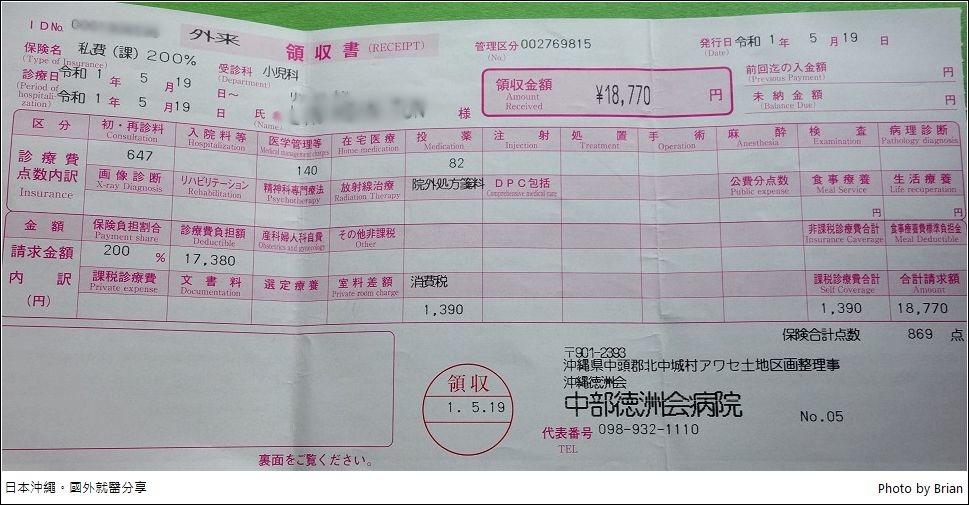 IDNo.
外来
領収書 (RECEIPT)
管理区分 002769815
(No.)
発行日 令和 1 年 5 月 19 日
(Date)
保険名 私費(課)200%
(Type of Insurance)
受診科 小児科
(Department)
診療日 令和 1 年 5 月 19 日~
(Period of hospitalization)
令和 1 年 5 月 19 日
氏名
(Name)
様
領収金額 ¥18,770 円
Amount Received
前回迄の入金額 円
(Previous Payment)
未納金額 円
(Balance Due)
区分 初・再診料 入院料等 医学管理等 在宅医療 投薬 注射 処置 手術 麻酔 検査 病理診断
Consultation Hospitalization Medical management charges Home medication Medication Injection Treatment Operation Anesthesia Examination Pathology diagnosis
診療費 647 140 82
点数内訳 画像診断 リハビリテーション 精神科専門療法 放射線治療 院外処方箋料 DPC包括 公費分点数 食事療養 生活療養
Insurance X-ray Diagnosis Rehabilitation Psychotherapy Radiation Therapy Comprehensive medical care Public expense Meal Service Life recuperation
円 円
金額 保険負担割合 診療費負担額 産科婦人科自費 その他非課税 非課税診療費合計 食事療養費標準負担金
Payment share Deductible Obstetrics and gynecology Other Insurance Caverage Meal Deductible
請求金額 200 % 17,380
内訳 課税診療費 文書料 選定療養 室料差額 消費税 課税診療費合計 合計請求額
Private expense Documentation Private room charge Self Coverage Amount
(円) 1,390 1,390 18,770
保険合計点数 869 点
〒901-2393
沖縄県中頭郡北中城村アワセ土地区画整理事
沖縄徳洲会
中部徳洲会病院
No.05
代表番号 098-932-1110
TEL
領収
1. 5.19
裏面をご覧ください。
日本沖繩。國外就醫分享
Photo by Brian